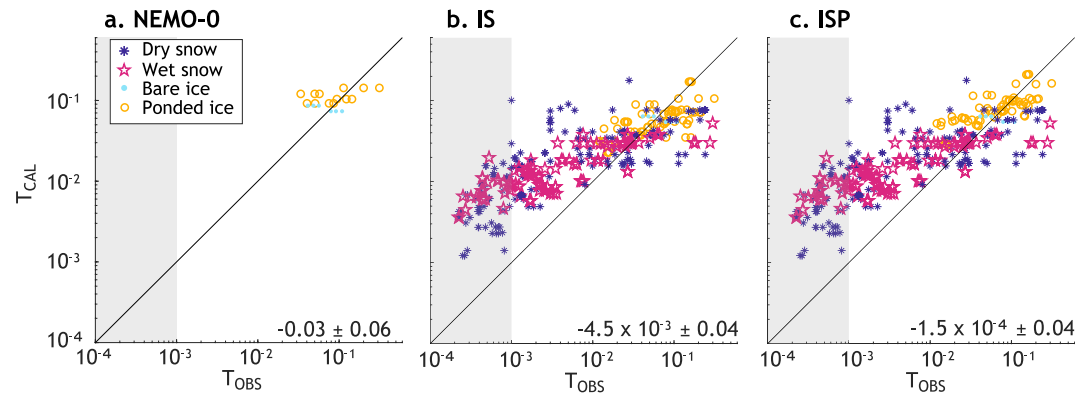 a. NEMO-0
b. IS
c. ISP
Dry snow
Wet snow
Bare ice
Ponded ice
T_CAL
10⁻¹
10⁻²
10⁻³
10⁻⁴
-0.03 ± 0.06
-4.5 x 10⁻³ ± 0.04
-1.5 x 10⁻⁴ ± 0.04
10⁻⁴ 10⁻³ 10⁻² 10⁻¹
10⁻⁴ 10⁻³ 10⁻² 10⁻¹
10⁻⁴ 10⁻³ 10⁻² 10⁻¹
T_OBS
T_OBS
T_OBS